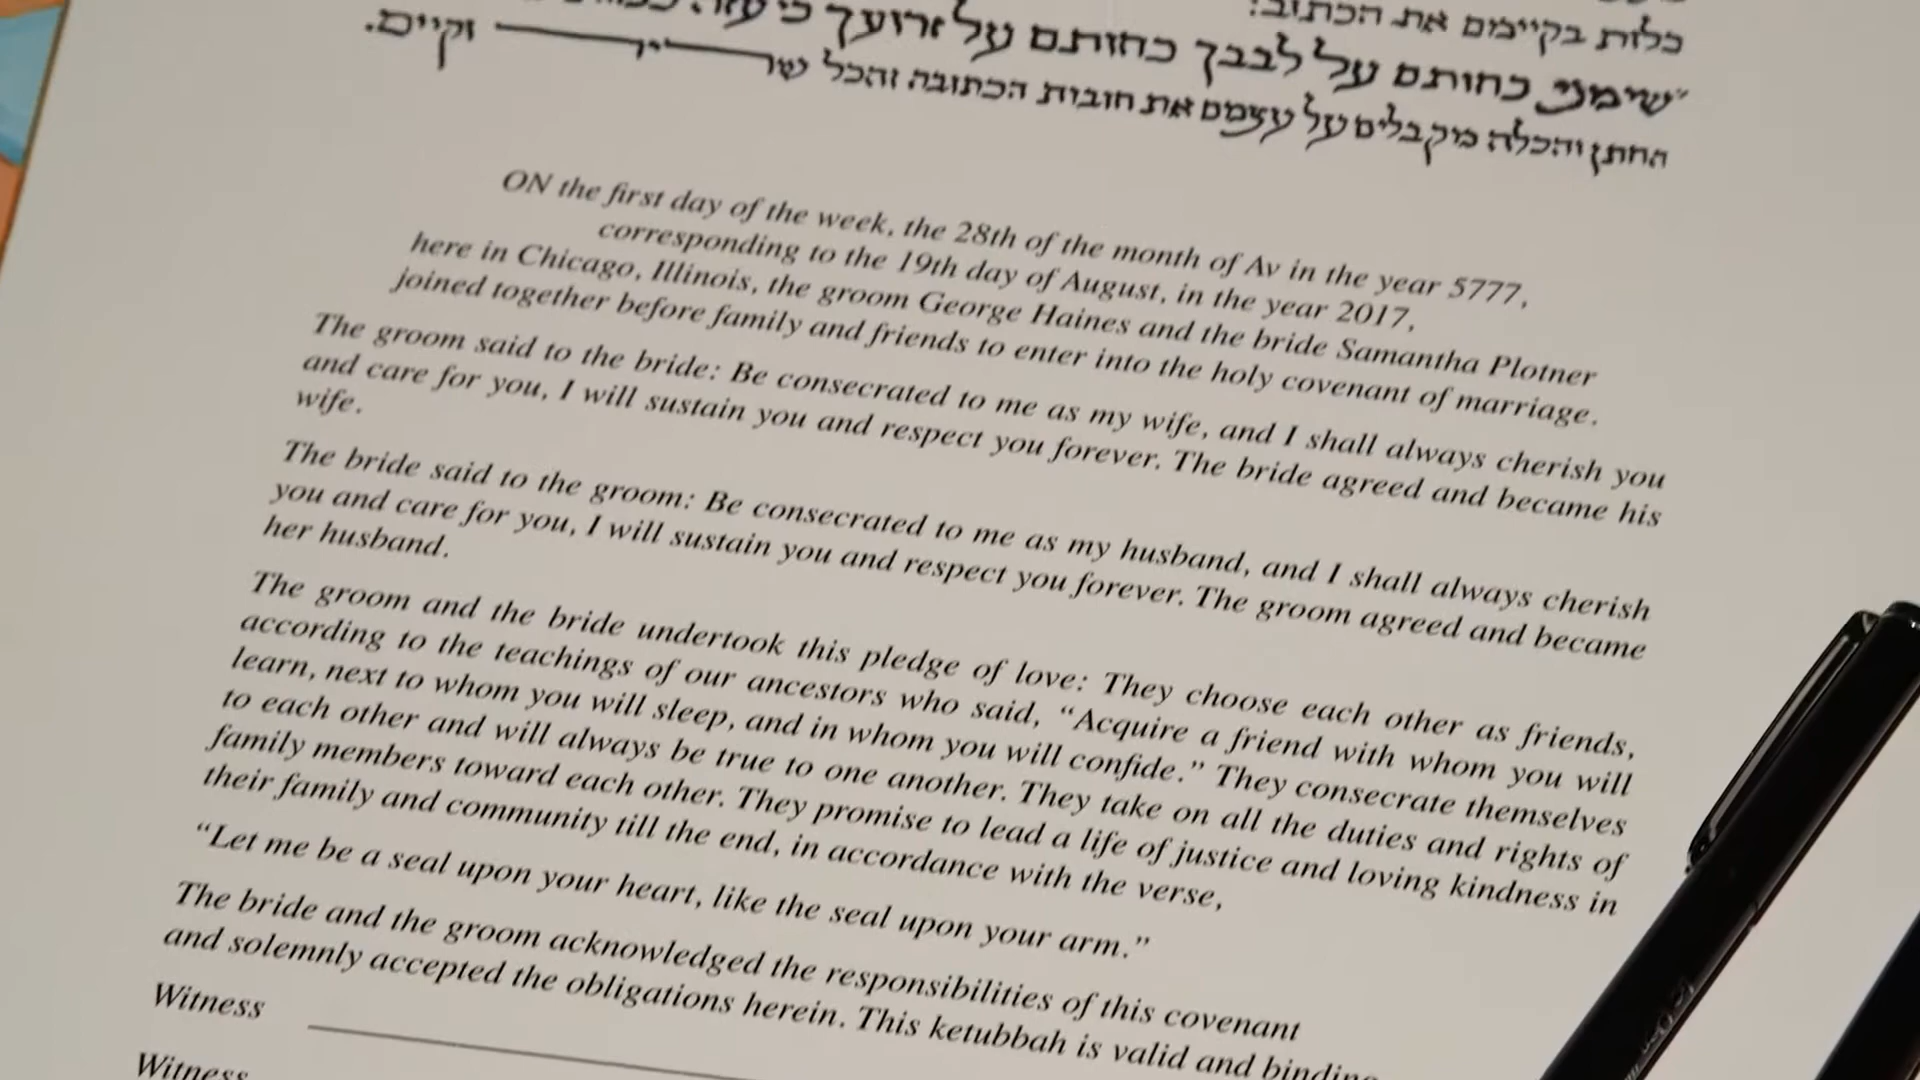 כלות בקיימם את הכתוב:
"שימני כחותם על לבבך כחותם על זרועך כי עזה
החתן והכלה מקבלים על עצמם את חובות הכתובה והכל שריר וקיים.
ON the first day of the week, the 28th of the month of Av in the year 5777,
corresponding to the 19th day of August, in the year 2017,
here in Chicago, Illinois, the groom George Haines and the bride Samantha Plotner
joined together before family and friends to enter into the holy covenant of marriage.
The groom said to the bride: Be consecrated to me as my wife, and I shall always cherish you
and care for you, I will sustain you and respect you forever. The bride agreed and became his
wife.
The bride said to the groom: Be consecrated to me as my husband, and I shall always cherish
you and care for you, I will sustain you and respect you forever. The groom agreed and became
her husband.
The groom and the bride undertook this pledge of love: They choose each other as friends,
according to the teachings of our ancestors who said, “Acquire a friend with whom you will
learn, next to whom you will sleep, and in whom you will confide.” They consecrate themselves
to each other and will always be true to one another. They take on all the duties and rights of
family members toward each other. They promise to lead a life of justice and loving kindness in
their family and community till the end, in accordance with the verse,
“Let me be a seal upon your heart, like the seal upon your arm.”
The bride and the groom acknowledged the responsibilities of this covenant
and solemnly accepted the obligations herein. This ketubbah is valid and binding
Witness
Witness